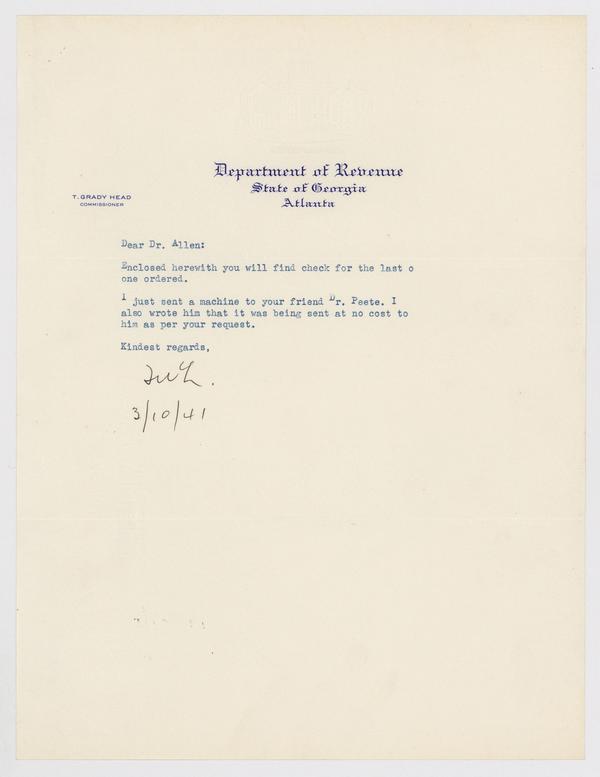 Department of Revenue
State of Georgia
Atlanta
T. GRADY HEAD
COMMISSIONER
Dear Dr. Allen:
Enclosed herewith you will find check for the last o
one ordered.
I just sent a machine to your friend Dr. Peete. I
also wrote him that it was being sent at no cost to
him as per your request.
Kindest regards,
3/10/41